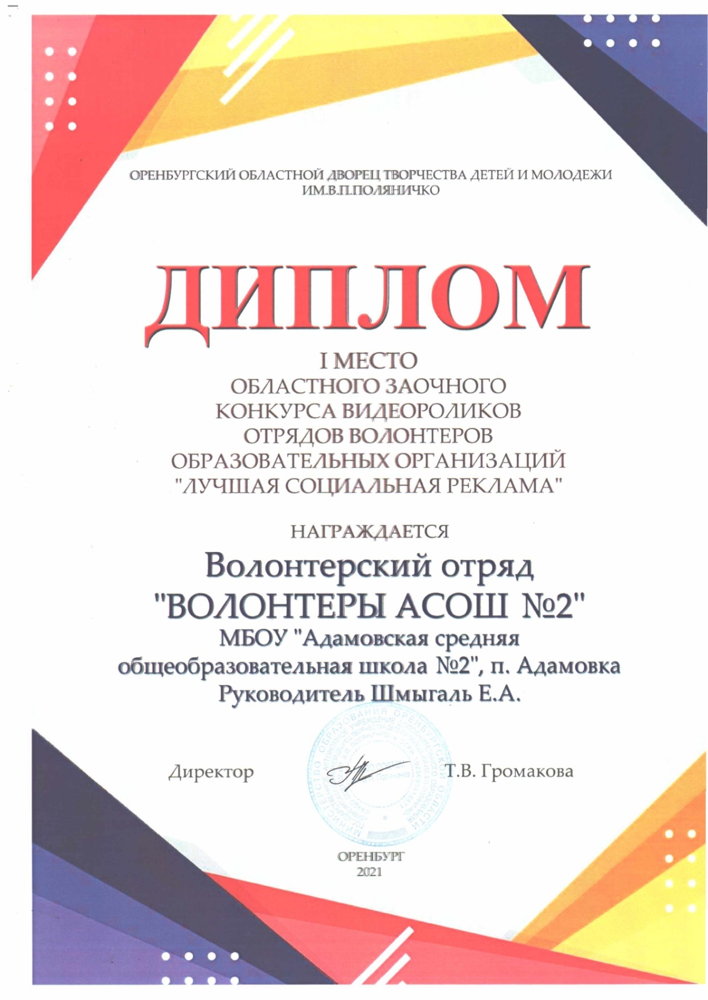 ОРЕНБУРГСКИЙ ОБЛАСТНОЙ ДВОРЕЦ ТВОРЧЕСТВА ДЕТЕЙ И МОЛОДЕЖИ
ИМ.В.П.ПОЛЯНИЧКО
ДИПЛОМ
I МЕСТО
ОБЛАСТНОГО ЗАОЧНОГО
КОНКУРСА ВИДЕОРОЛИКОВ
ОТРЯДОВ ВОЛОНТЕРОВ
ОБРАЗОВАТЕЛЬНЫХ ОРГАНИЗАЦИЙ
"ЛУЧШАЯ СОЦИАЛЬНАЯ РЕКЛАМА"
НАГРАЖДАЕТСЯ
Волонтерский отряд
"ВОЛОНТЕРЫ АСОШ №2"
МБОУ "Адамовская средняя
общеобразовательная школа №2", п. Адамовка
Руководитель Шмыгаль Е.А.
МИНИСТЕРСТВО ОБРАЗОВАНИЯ ОРЕНБУРГСКОЙ ОБЛАСТИ
Директор Т.В. Громакова
ОРЕНБУРГ
2021